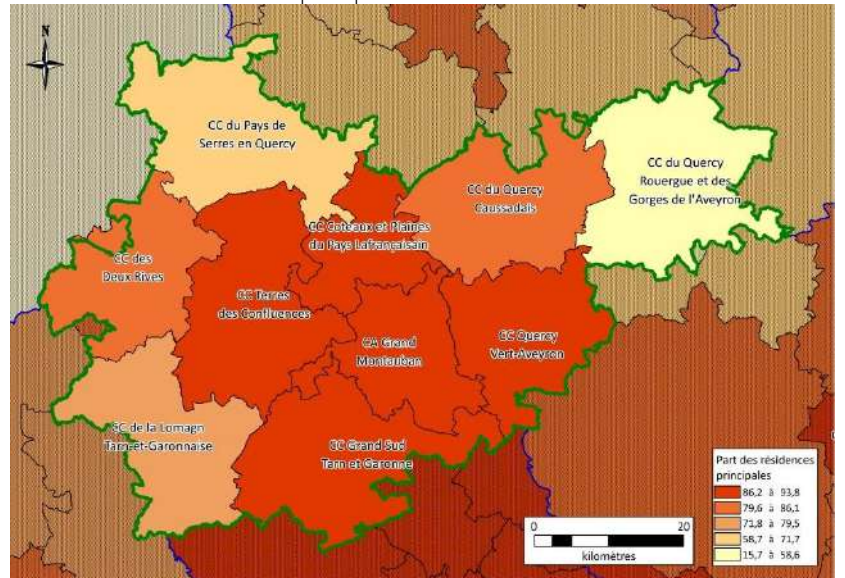 N
CC du Pays de
Serres en Quercy
CC du Quercy
Rouergue et des
Gorges de l'Aveyron
CC du Quercy
Caussadais
CC Coteaux et Plaines
du Pays Lafrançaisain
CC des
Deux Rives
CC Terres
des Confluences
CA Grand
Montauban
CC Quercy
Vert-Aveyron
CC de la Lomagn
Tarn-et-Garonnaise
CC Grand Sud
Tarn et Garonne
Part des résidences
principales
86,2 à 93,8
79,6 à 86,1
71,8 à 79,5
58,7 à 71,7
15,7 à 58,6
0 20
kilomètres